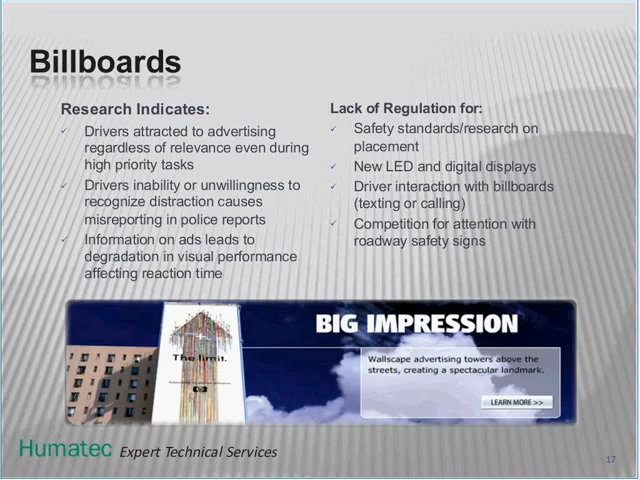 Billboards
Research Indicates:
✓ Drivers attracted to advertising
regardless of relevance even during
high priority tasks
✓ Drivers inability or unwillingness to
recognize distraction causes
misreporting in police reports
✓ Information on ads leads to
degradation in visual performance
affecting reaction time
Lack of Regulation for:
✓ Safety standards/research on
placement
✓ New LED and digital displays
✓ Driver interaction with billboards
(texting or calling)
✓ Competition for attention with
roadway safety signs
The limit.
hp
BIG IMPRESSION
Wallscape advertising towers above the
streets, creating a spectacular landmark.
LEARN MORE >>
Humatec Expert Technical Services
17